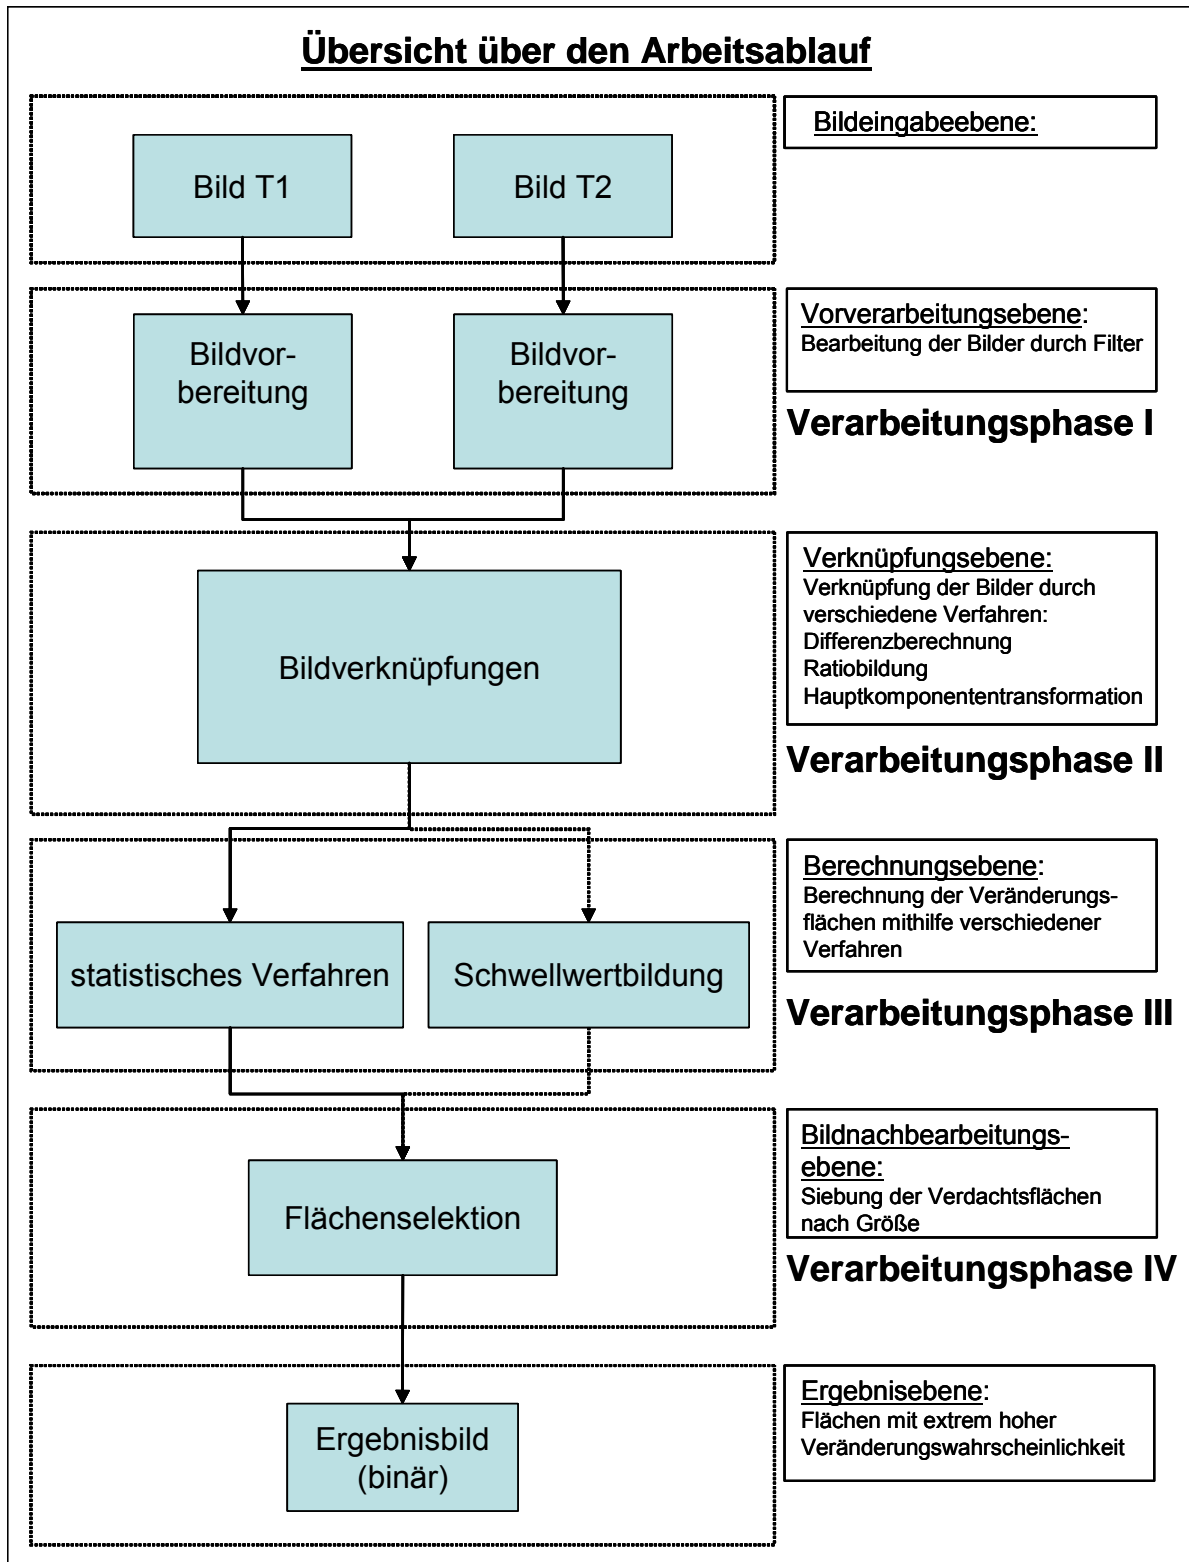 Übersicht über den Arbeitsablauf
Bildeingabeebene:
Bild T1
Bild T2
Vorverarbeitungsebene:
Bearbeitung der Bilder durch Filter
Bildvor-
bereitung
Bildvor-
bereitung
Verarbeitungsphase I
Verknüpfungsebene:
Verknüpfung der Bilder durch
verschiedene Verfahren:
Differenzberechnung
Ratiobildung
Hauptkomponententransformation
Bildverknüpfungen
Verarbeitungsphase II
Berechnungsebene:
Berechnung der Veränderungs-
flächen mithilfe verschiedener
Verfahren
statistisches Verfahren
Schwellwertbildung
Verarbeitungsphase III
Bildnachbearbeitungs-
ebene:
Siebung der Verdachtsflächen
nach Größe
Flächenselektion
Verarbeitungsphase IV
Ergebnisebene:
Flächen mit extrem hoher
Veränderungswahrscheinlichkeit
Ergebnisbild
(binär)